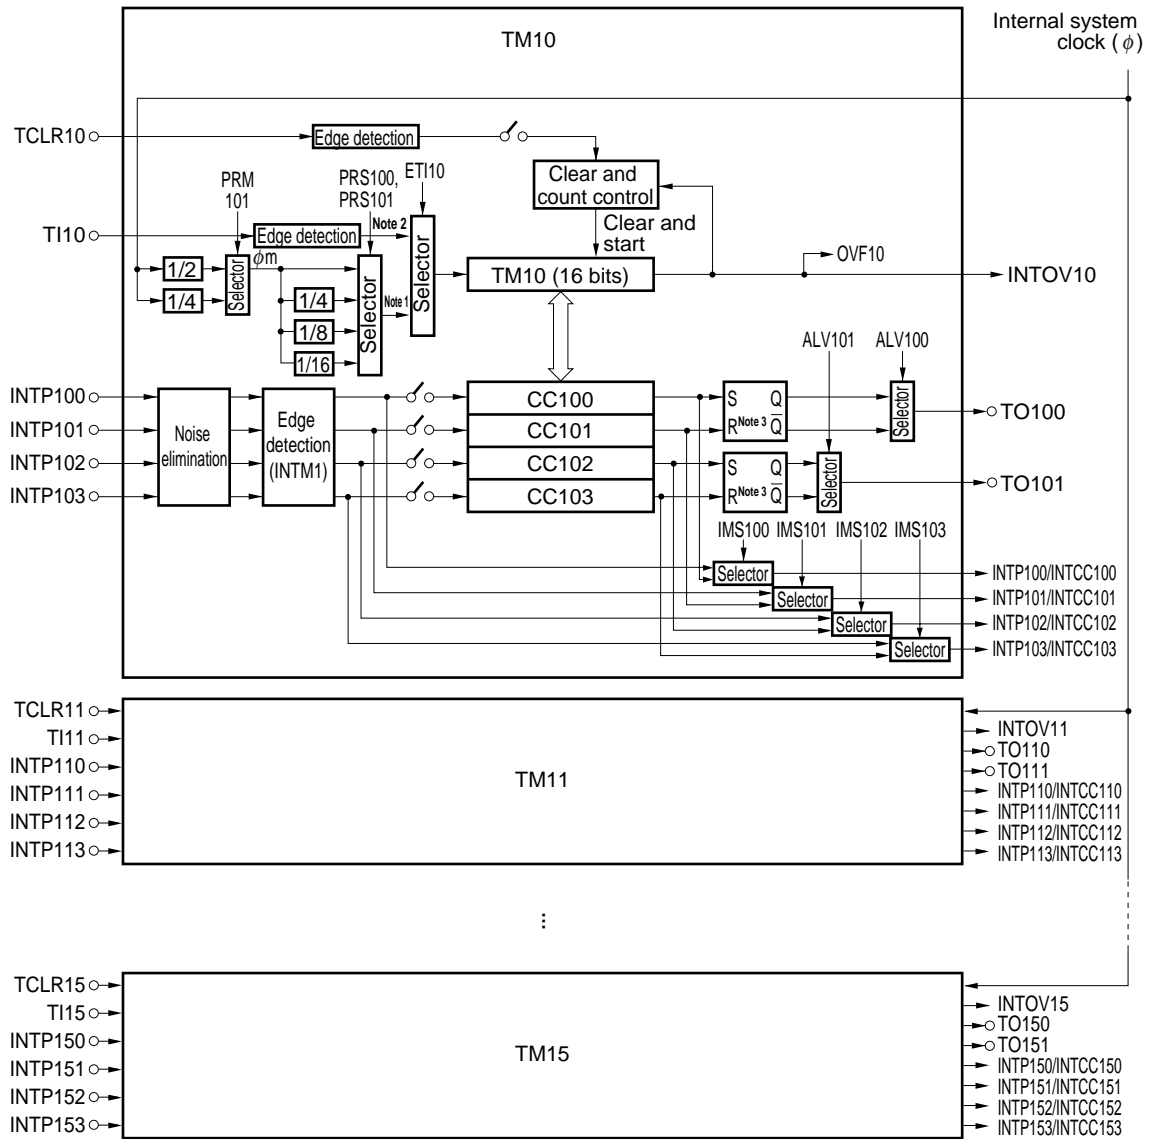 TM10
Internal system
clock (ϕ)
TCLR10
Edge detection
Clear and
count control
PRM
101
PRS100,
PRS101
ETI10
TI10
Edge detection
Note 2
Clear and
start
ϕm
1/2
1/4
Selector
1/4
1/8
1/16
Selector
Note 1
Selector
TM10 (16 bits)
OVF10
INTOV10
ALV101
ALV100
INTP100
INTP101
INTP102
INTP103
Noise
elimination
Edge
detection
(INTM1)
CC100
CC101
CC102
CC103
S Q
R Note 3 Q̅
S Q
R Note 3 Q̅
Selector
Selector
TO100
TO101
IMS100 IMS101 IMS102 IMS103
Selector
INTP100/INTCC100
Selector
INTP101/INTCC101
Selector
INTP102/INTCC102
Selector
INTP103/INTCC103
TCLR11
TI11
INTP110
INTP111
INTP112
INTP113
TM11
INTOV11
TO110
TO111
INTP110/INTCC110
INTP111/INTCC111
INTP112/INTCC112
INTP113/INTCC113
...
TCLR15
TI15
INTP150
INTP151
INTP152
INTP153
TM15
INTOV15
TO150
TO151
INTP150/INTCC150
INTP151/INTCC151
INTP152/INTCC152
INTP153/INTCC153